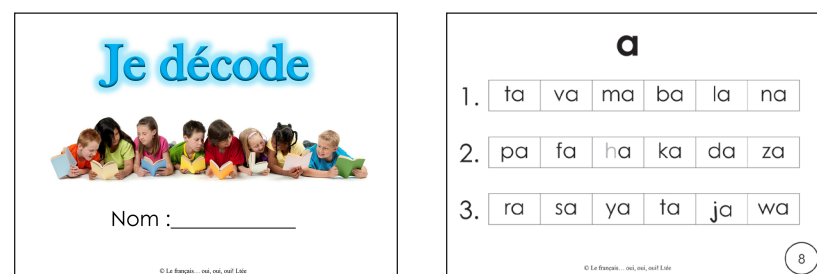 Je décode
Nom :_______________
© Le français… oui, oui, oui! Ltée
a
1. ta va ma ba la na
2. pa fa ha ka da za
3. ra sa ya ta ja wa
© Le français… oui, oui, oui! Ltée
8